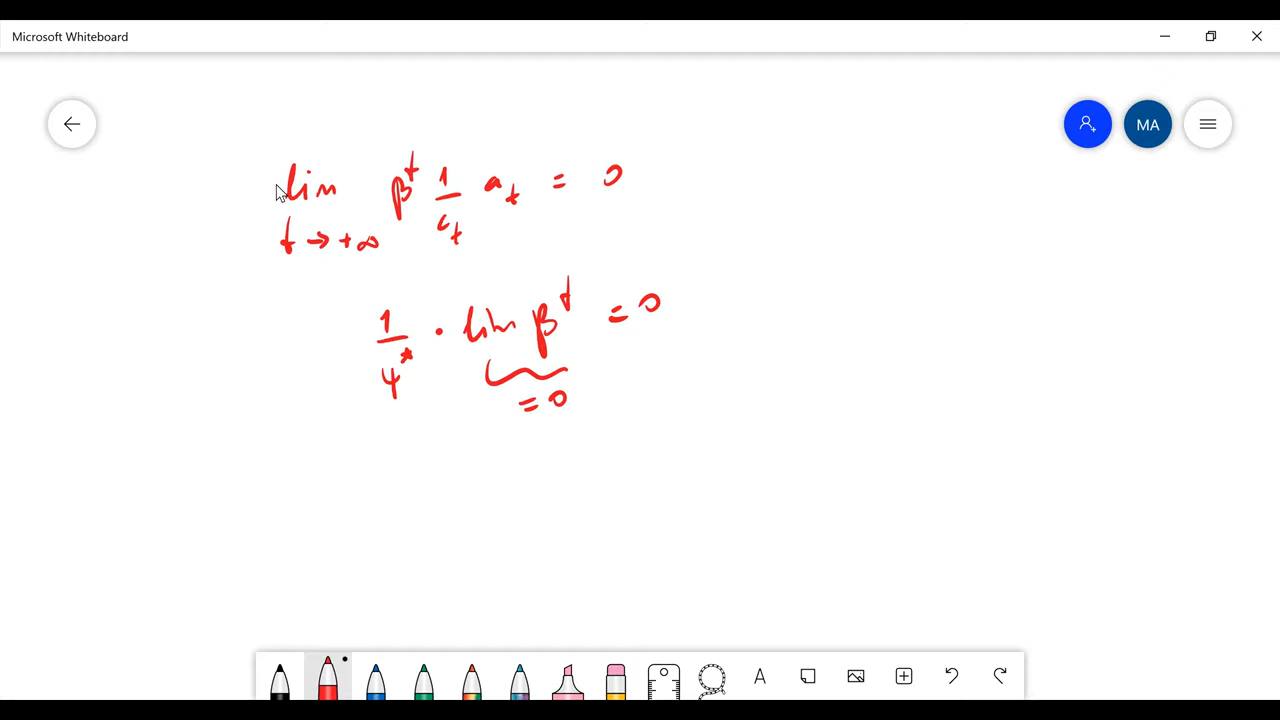 Microsoft Whiteboard
MA
lim β^t 1/c_t a_t = 0
t → +∞
1/ψ* · lim β^t = 0
= 0
A